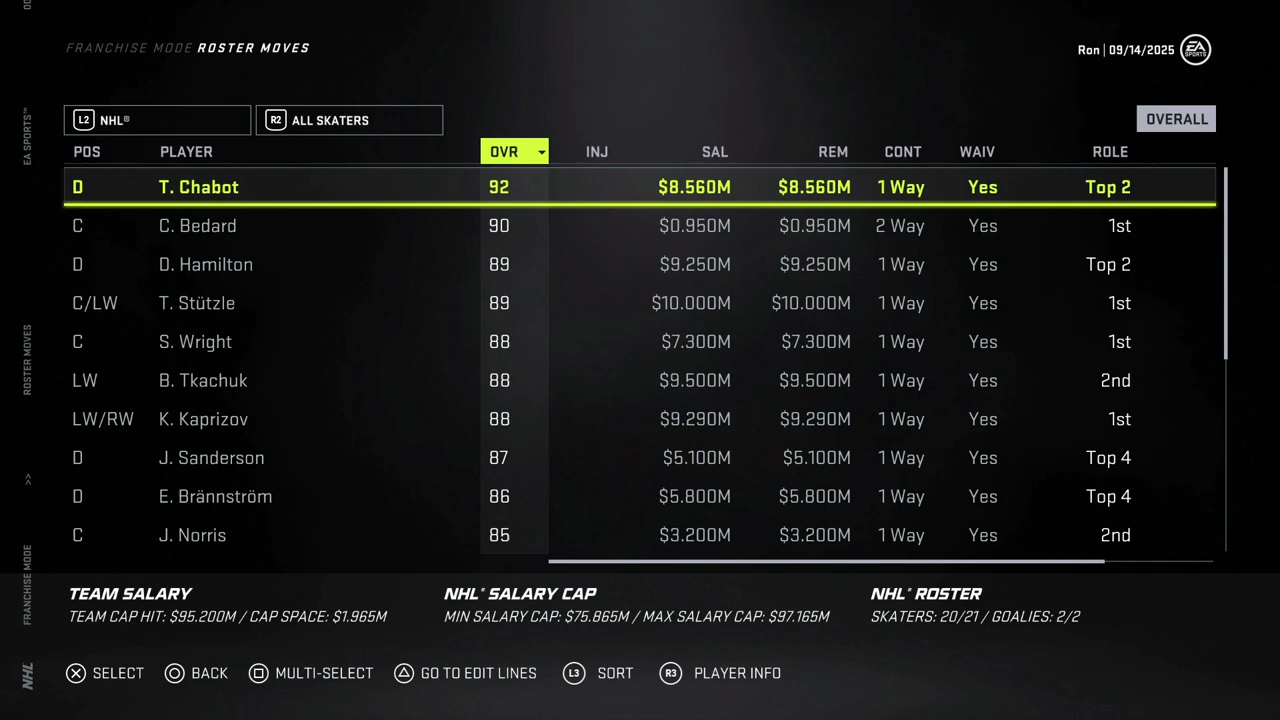 FRANCHISE MODE ROSTER MOVES
Ron | 09/14/2025 EA SPORTS
L2 NHL®
R2 ALL SKATERS
OVERALL
POS PLAYER OVR INJ SAL REM CONT WAIV ROLE
D T. Chabot 92 $8.560M $8.560M 1 Way Yes Top 2
C C. Bedard 90 $0.950M $0.950M 2 Way Yes 1st
D D. Hamilton 89 $9.250M $9.250M 1 Way Yes Top 2
C/LW T. Stützle 89 $10.000M $10.000M 1 Way Yes 1st
C S. Wright 88 $7.300M $7.300M 1 Way Yes 1st
LW B. Tkachuk 88 $9.500M $9.500M 1 Way Yes 2nd
LW/RW K. Kaprizov 88 $9.290M $9.290M 1 Way Yes 1st
D J. Sanderson 87 $5.100M $5.100M 1 Way Yes Top 4
D E. Brännström 86 $5.800M $5.800M 1 Way Yes Top 4
C J. Norris 85 $3.200M $3.200M 1 Way Yes 2nd
TEAM SALARY
TEAM CAP HIT: $95.200M / CAP SPACE: $1.965M
NHL® SALARY CAP
MIN SALARY CAP: $75.865M / MAX SALARY CAP: $97.165M
NHL® ROSTER
SKATERS: 20/21 / GOALIES: 2/2
SELECT BACK MULTI-SELECT GO TO EDIT LINES L3 SORT R3 PLAYER INFO
NHL FRANCHISE MODE >> ROSTER MOVES EA SPORTS™